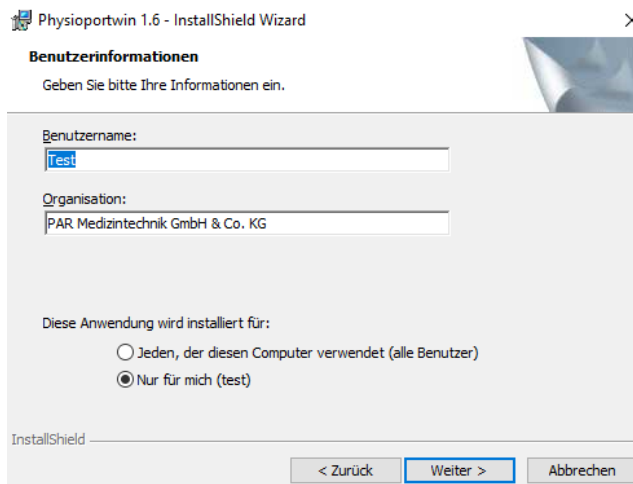 Physioportwin 1.6 - InstallShield Wizard
Benutzerinformationen
Geben Sie bitte Ihre Informationen ein.
Benutzername:
Test
Organisation:
PAR Medizintechnik GmbH & Co. KG
Diese Anwendung wird installiert für:
Jeden, der diesen Computer verwendet (alle Benutzer)
Nur für mich (test)
InstallShield
< Zurück Weiter > Abbrechen